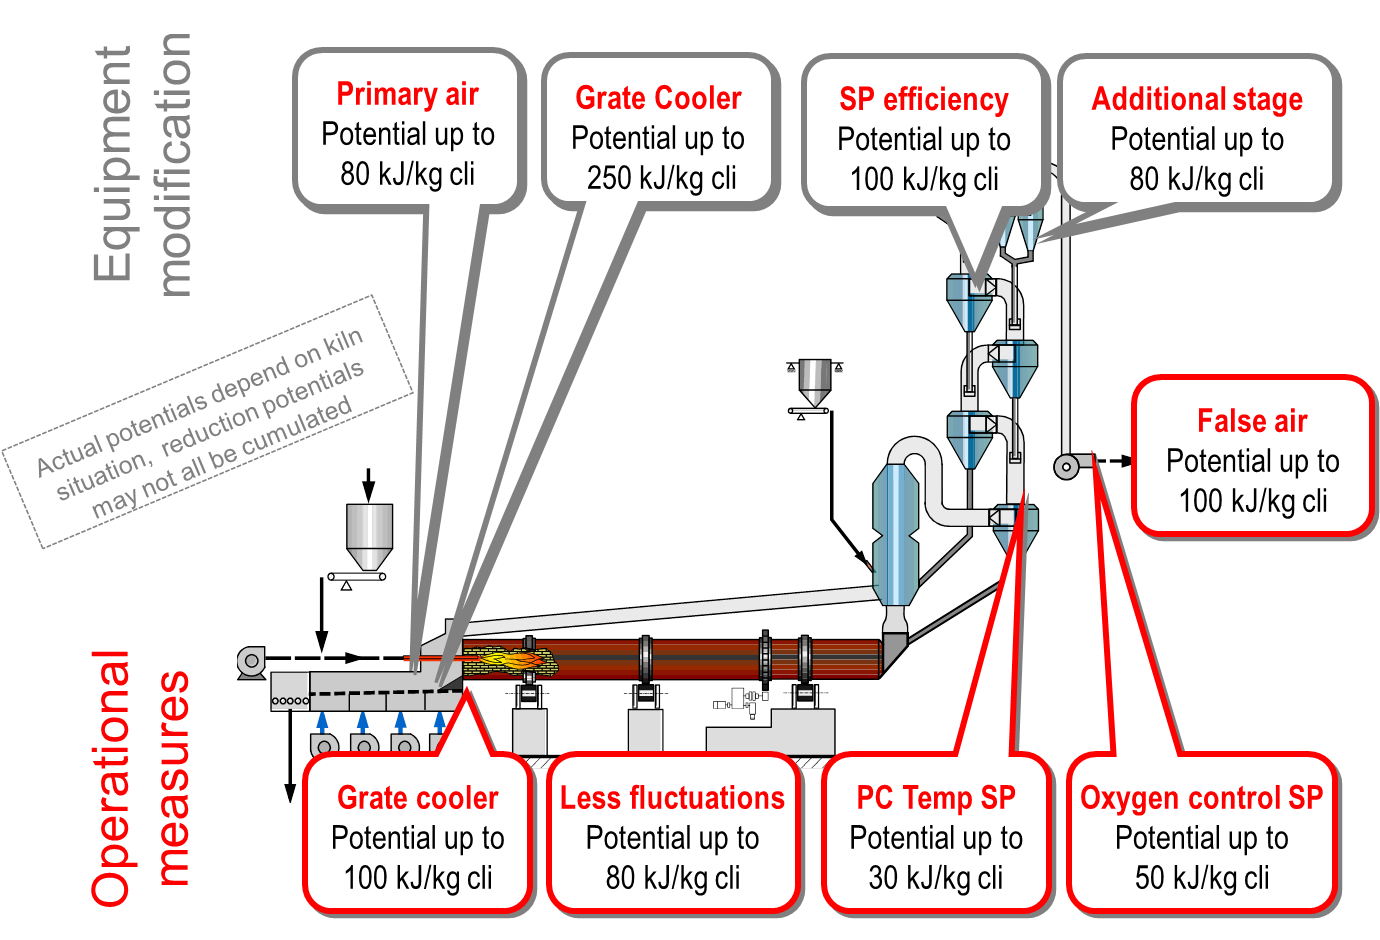 Equipment
modification
Primary air
Potential up to
80 kJ/kg cli
Grate Cooler
Potential up to
250 kJ/kg cli
SP efficiency
Potential up to
100 kJ/kg cli
Additional stage
Potential up to
80 kJ/kg cli
Actual potentials depend on kiln
situation, reduction potentials
may not all be cumulated
False air
Potential up to
100 kJ/kg cli
Operational
measures
Grate cooler
Potential up to
100 kJ/kg cli
Less fluctuations
Potential up to
80 kJ/kg cli
PC Temp SP
Potential up to
30 kJ/kg cli
Oxygen control SP
Potential up to
50 kJ/kg cli